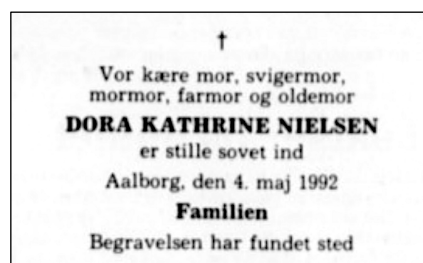 †
Vor kære mor, svigermor,
mormor, farmor og oldemor
DORA KATHRINE NIELSEN
er stille sovet ind
Aalborg, den 4. maj 1992
Familien
Begravelsen har fundet sted